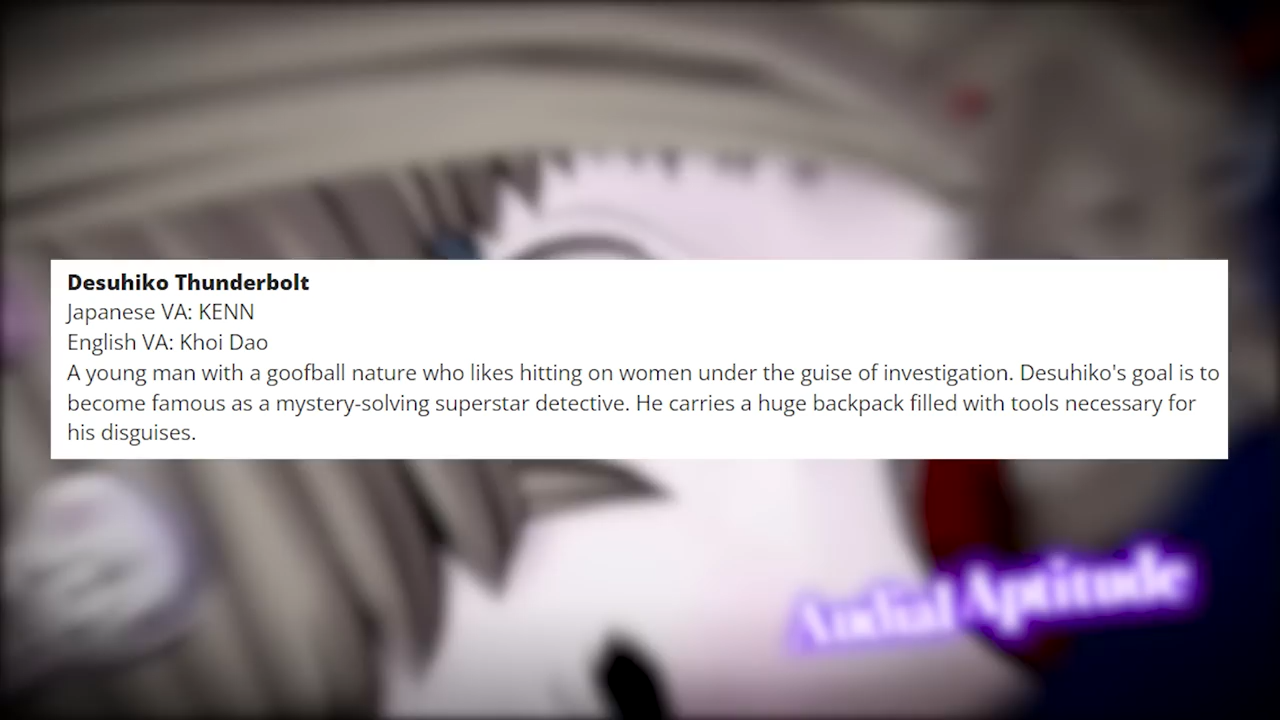 Desuhiko Thunderbolt
Japanese VA: KENN
English VA: Khoi Dao
A young man with a goofball nature who likes hitting on women under the guise of investigation. Desuhiko's goal is to
become famous as a mystery-solving superstar detective. He carries a huge backpack filled with tools necessary for
his disguises.
Audial Aptitude